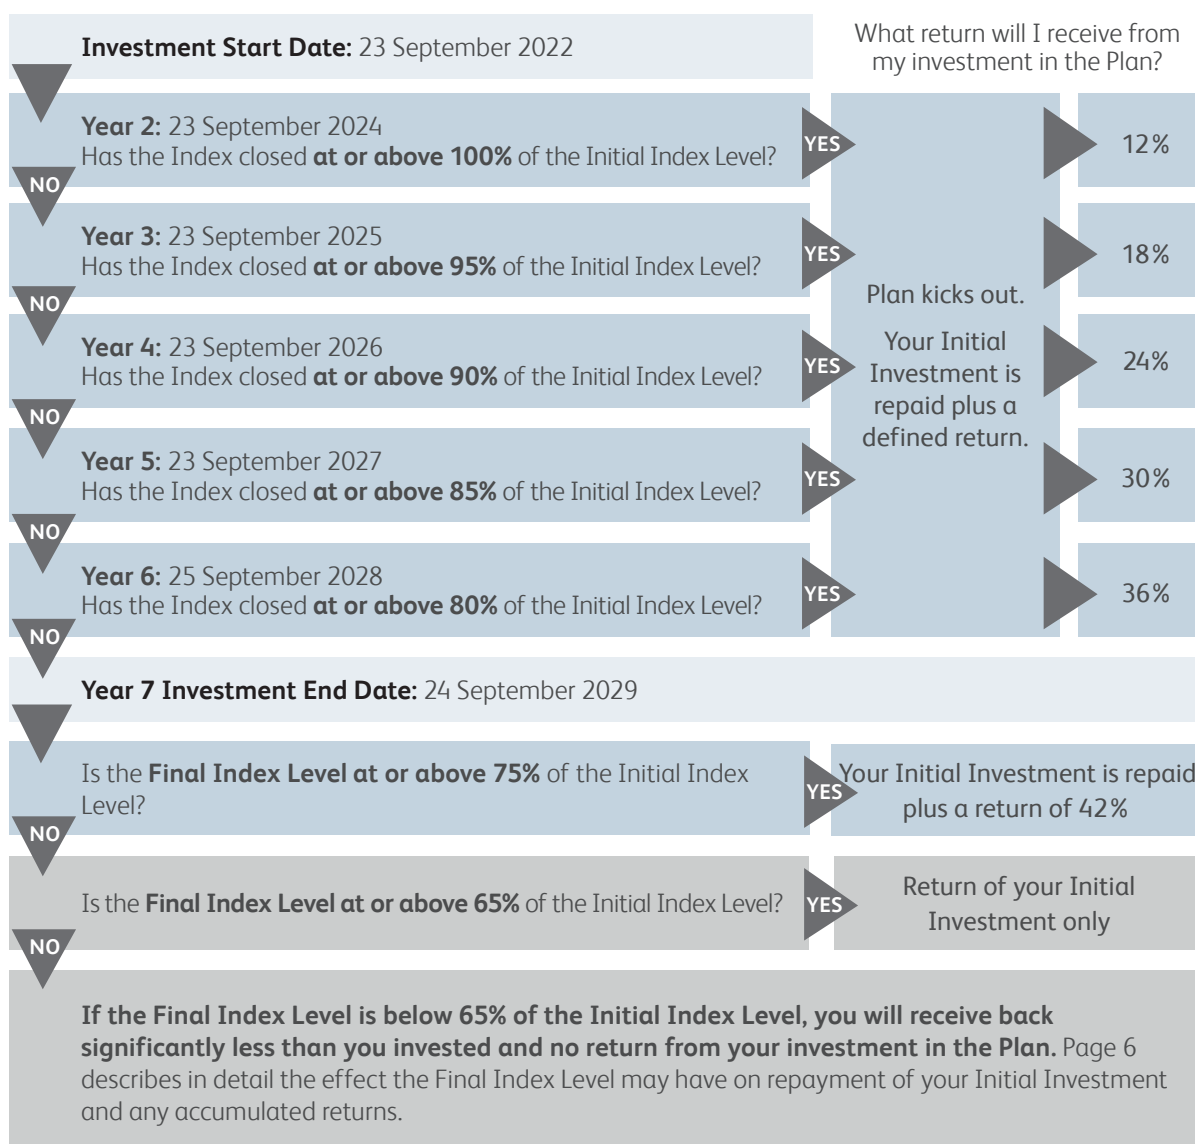 Investment Start Date: 23 September 2022
What return will I receive from
my investment in the Plan?
Year 2: 23 September 2024
Has the Index closed at or above 100% of the Initial Index Level?
YES
12%
NO
Year 3: 23 September 2025
Has the Index closed at or above 95% of the Initial Index Level?
YES
18%
NO
Plan kicks out.
Your Initial
Investment is
repaid plus a
defined return.
Year 4: 23 September 2026
Has the Index closed at or above 90% of the Initial Index Level?
YES
24%
NO
Year 5: 23 September 2027
Has the Index closed at or above 85% of the Initial Index Level?
YES
30%
NO
Year 6: 25 September 2028
Has the Index closed at or above 80% of the Initial Index Level?
YES
36%
NO
Year 7 Investment End Date: 24 September 2029
Is the Final Index Level at or above 75% of the Initial Index
Level?
YES
Your Initial Investment is repaid
plus a return of 42%
NO
Is the Final Index Level at or above 65% of the Initial Index Level?
YES
Return of your Initial
Investment only
NO
If the Final Index Level is below 65% of the Initial Index Level, you will receive back
significantly less than you invested and no return from your investment in the Plan. Page 6
describes in detail the effect the Final Index Level may have on repayment of your Initial Investment
and any accumulated returns.